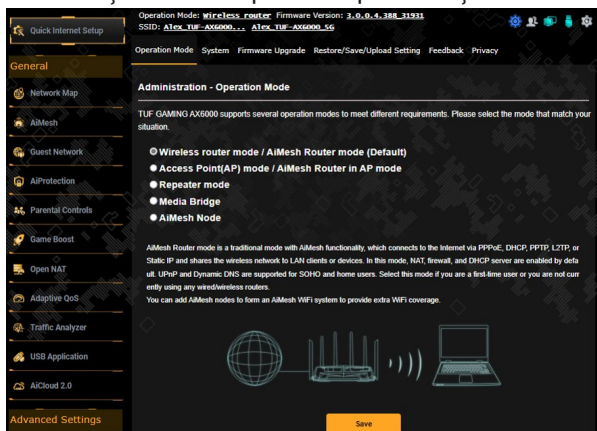 Operation Mode: Wireless router Firmware Version: 3.0.0.4.388_31931
SSID: Alex_TUF-AX6000... Alex_TUF-AX6000_5G
Quick Internet Setup
Operation Mode System Firmware Upgrade Restore/Save/Upload Setting Feedback Privacy
General
Network Map
AiMesh
Guest Network
AiProtection
Parental Controls
Game Boost
Open NAT
Adaptive QoS
Traffic Analyzer
USB Application
AiCloud 2.0
Advanced Settings
Administration - Operation Mode
TUF GAMING AX6000 supports several operation modes to meet different requirements. Please select the mode that match your
situation.
Wireless router mode / AiMesh Router mode (Default)
Access Point(AP) mode / AiMesh Router in AP mode
Repeater mode
Media Bridge
AiMesh Node
AiMesh Router mode is a traditional mode with AiMesh functionality, which connects to the Internet via PPPoE, DHCP, PPTP, L2TP, or
Static IP and shares the wireless network to LAN clients or devices. In this mode, NAT, firewall, and DHCP server are enabled by defa
ult. UPnP and Dynamic DNS are supported for SOHO and home users. Select this mode if you are a first-time user or you are not curr
ently using any wired/wireless routers.
You can add AiMesh nodes to form an AiMesh WiFi system to provide extra WiFi coverage.
Save